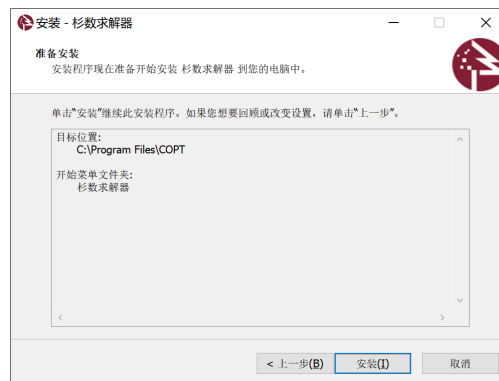 安装 - 杉数求解器
准备安装
安装程序现在准备开始安装 杉数求解器 到您的电脑中。
单击“安装”继续此安装程序。如果您想要回顾或改变设置，请单击“上一步”。
目标位置:
C:\Program Files\COPT
开始菜单文件夹:
杉数求解器
< 上一步(B)
安装(I)
取消